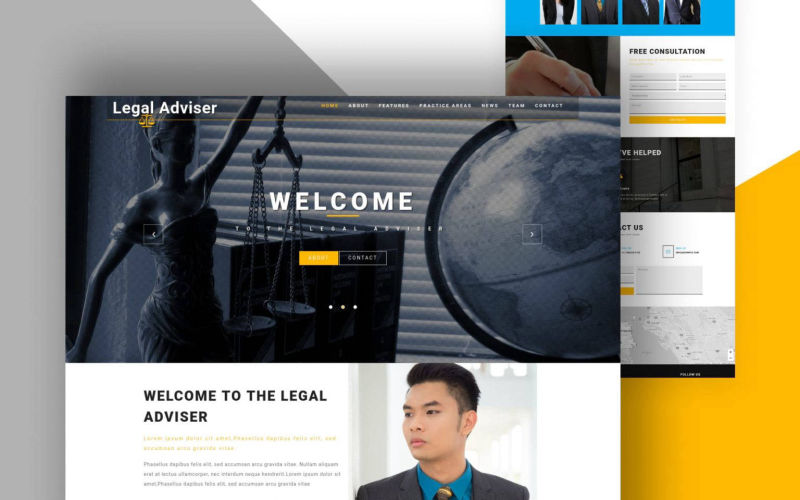 Legal Adviser
HOME ABOUT FEATURES PRACTICE AREAS NEWS TEAM CONTACT
WELCOME
TO THE LEGAL ADVISER
ABOUT CONTACT
WELCOME TO THE LEGAL
ADVISER
Lorem ipsum dolor sit amet,Phasellus dapibus felis elit, sed
accumsan arcu gravida vitae
Phasellus dapibus felis elit, sed accumsan arcu gravida vitae. Nullam aliquam
erat at lectus ullamcorper, nec interdum neque hendrerit.Lorem ipsum dolor sit
amet,Phasellus dapibus felis elit, sed accumsan arcu gravida vitae.
FREE CONSULTATION
'VE HELPED
ACT US
FOLLOW US